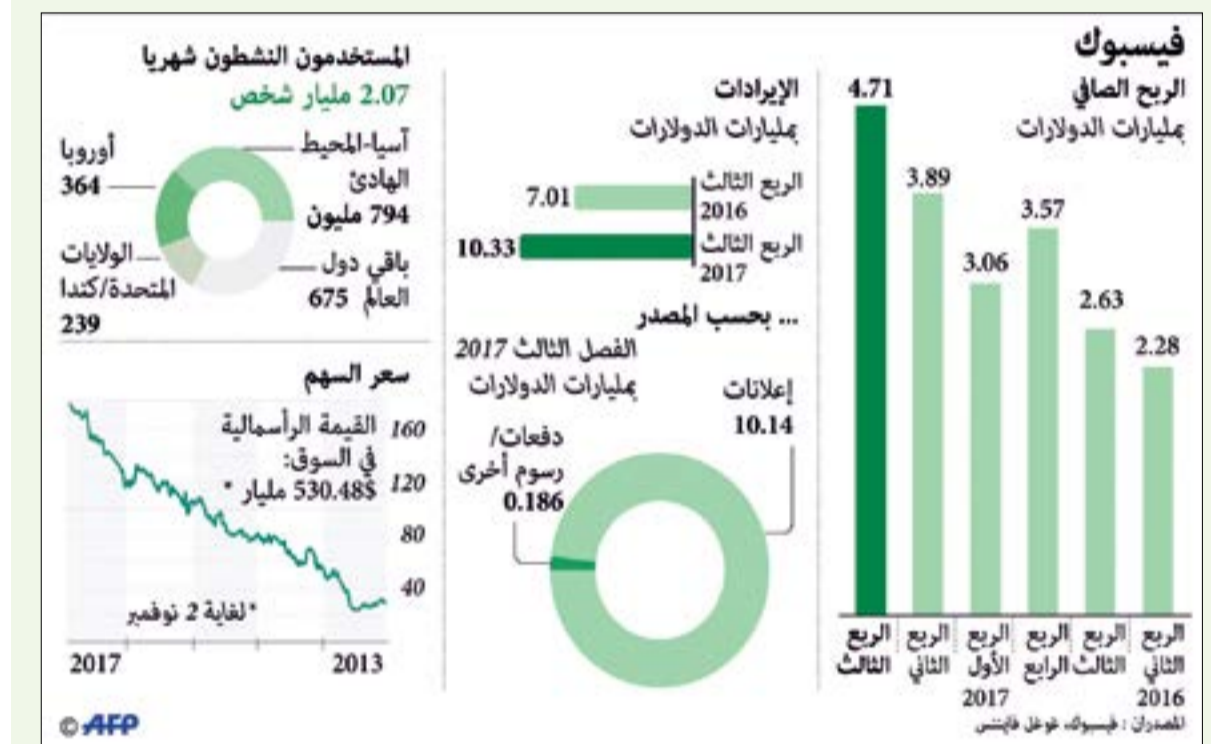 فيسبوك
الربح الصافي
بمليارات الدولارات
4.71
3.89
3.06
3.57
2.63
2.28
الربع الثاني 2016
الربع الثالث
الربع الرابع
الربع الأول 2017
الربع الثاني
الربع الثالث
المصدران : فيسبوك، غوغل فاينس
الإيرادات
بمليارات الدولارات
الربع الثالث
2016
7.01
الربع الثالث
2017
10.33
... بحسب المصدر
الفصل الثالث 2017
بمليارات الدولارات
إعلانات
10.14
دفعات/
رسوم أخرى
0.186
المستخدمون النشطون شهريا
2.07 مليار شخص
آسيا-المحيط
الهادئ
794 مليون
أوروبا
364
باقي دول
العالم 675
الولايات
المتحدة/كندا
239
سعر السهم
القيمة الرأسمالية
في السوق:
530.48$ مليار *
160
120
80
40
*لغاية 2 نوفمبر
2013
2017
© AFP